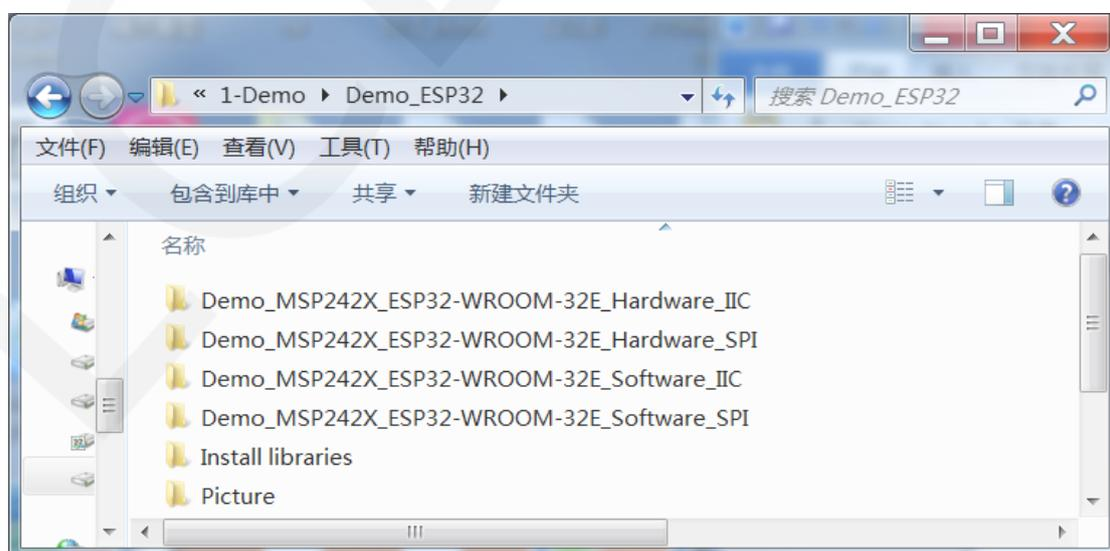 « 1-Demo ▸ Demo_ESP32 ▸ 搜索 Demo_ESP32
文件(F) 编辑(E) 查看(V) 工具(T) 帮助(H)
组织 包含到库中 共享 新建文件夹
名称
Demo_MSP242X_ESP32-WROOM-32E_Hardware_IIC
Demo_MSP242X_ESP32-WROOM-32E_Hardware_SPI
Demo_MSP242X_ESP32-WROOM-32E_Software_IIC
Demo_MSP242X_ESP32-WROOM-32E_Software_SPI
Install libraries
Picture